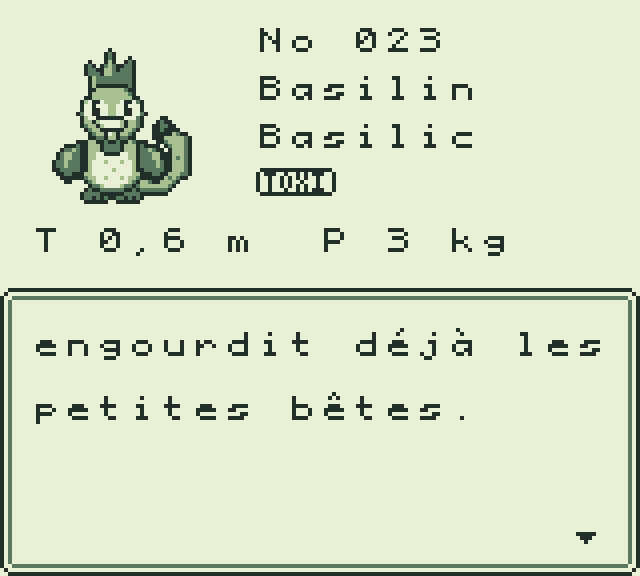 No 023
Basilin
Basilic
TOXI
T 0,6 m P 3 kg
engourdit déjà les
petites bêtes.